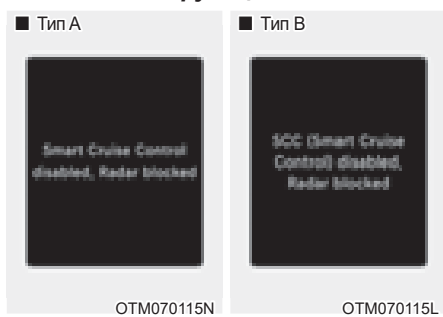 ■ Тип A
■ Тип B
Smart Cruise Control
disabled, Radar blocked
SCC (Smart Cruise
Control) disabled,
Radar blocked
OTM070115N
OTM070115L